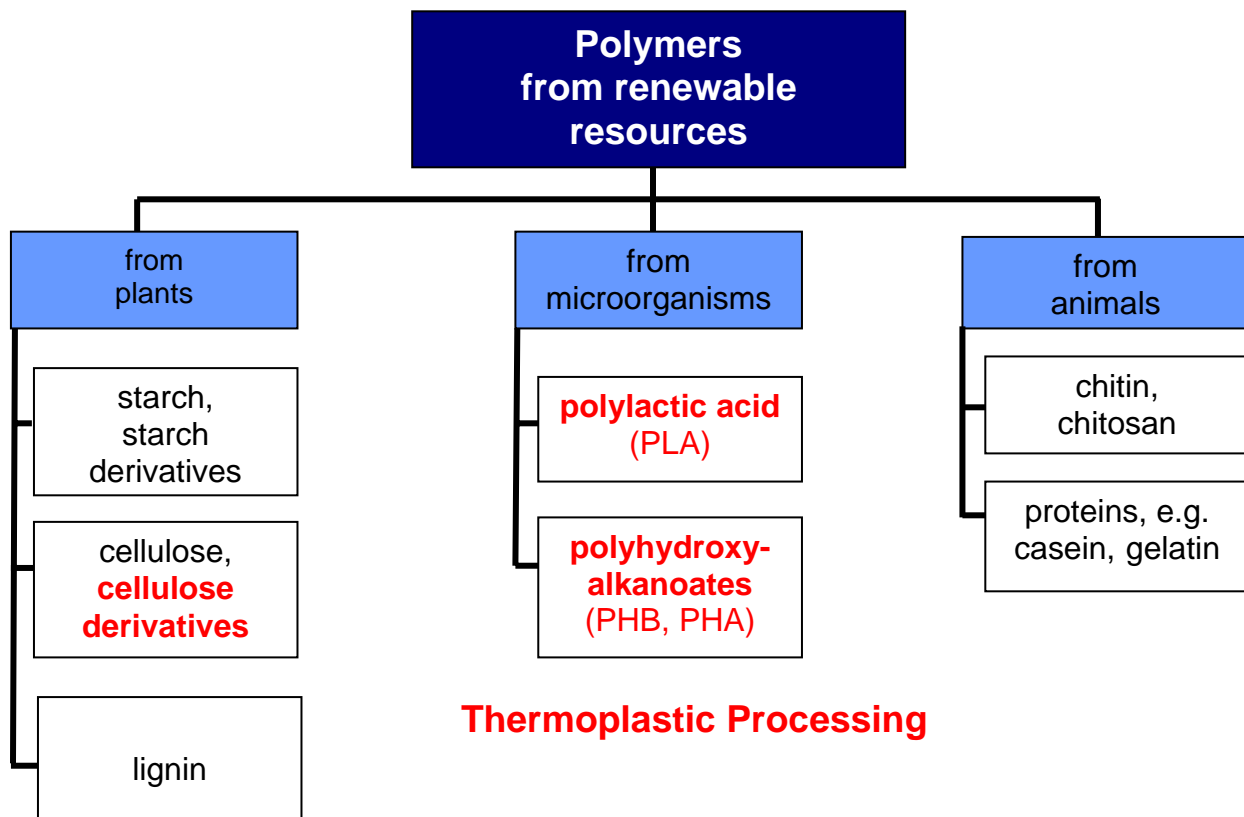 Polymers
from renewable
resources
from
plants
starch,
starch
derivatives
cellulose,
cellulose
derivatives
lignin
from
microorganisms
polylactic acid
(PLA)
polyhydroxy-
alkanoates
(PHB, PHA)
from
animals
chitin,
chitosan
proteins, e.g.
casein, gelatin
Thermoplastic Processing